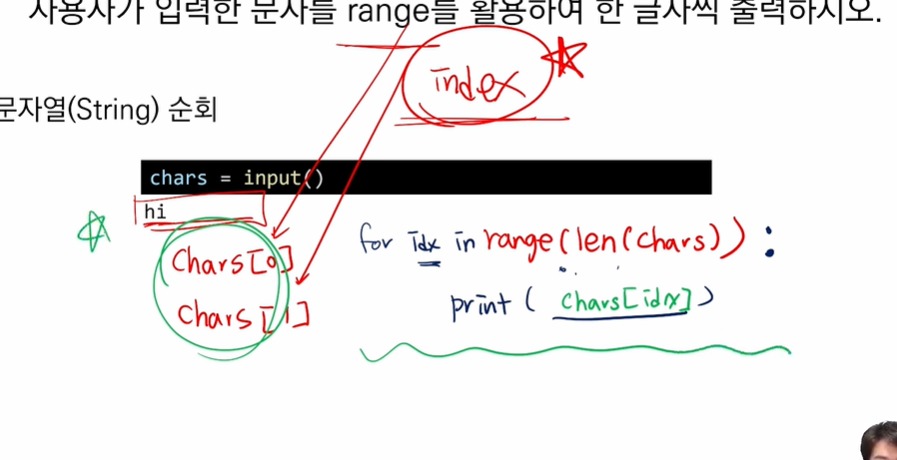 사용자가 입력한 문자를 range를 활용하여 한 글자씩 출력하시오.
index
문자열(String) 순회
chars = input()
hi
chars[0]
chars[1]
for idx in range(len(chars)):
print( chars[idx])